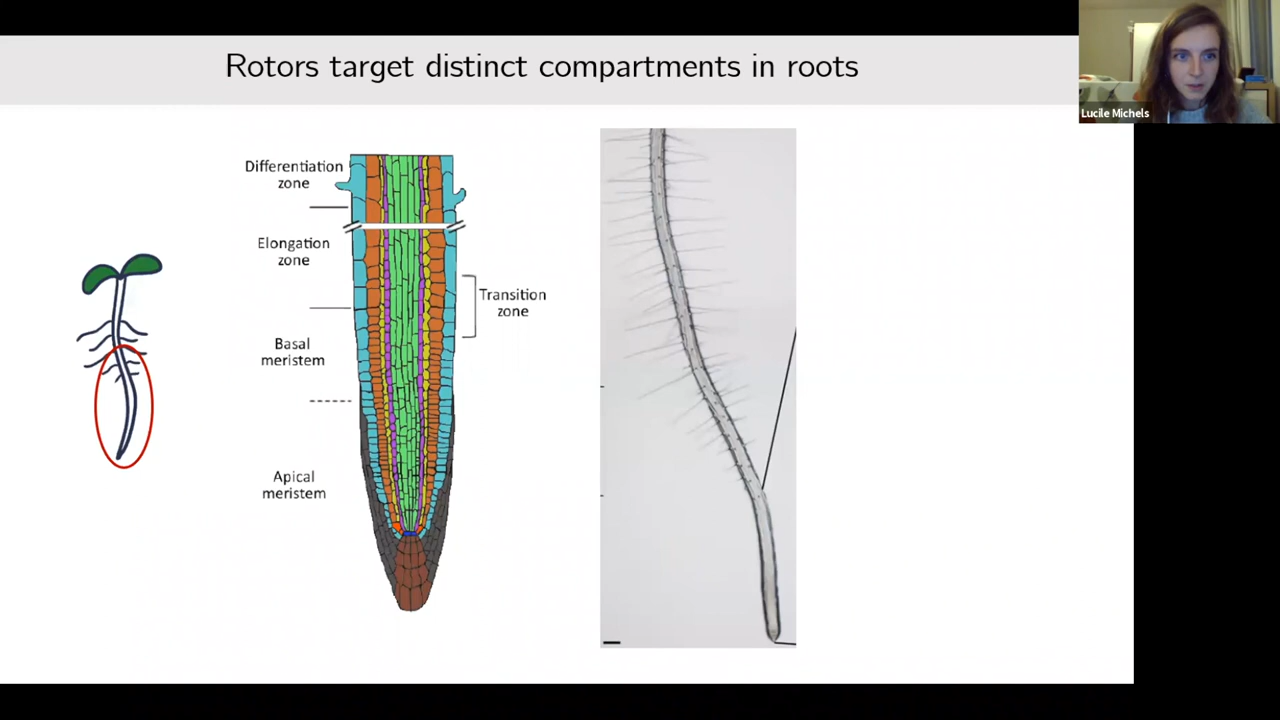 Rotors target distinct compartments in roots
Lucile Michels
Differentiation
zone
Elongation
zone
Transition
zone
Basal
meristem
Apical
meristem